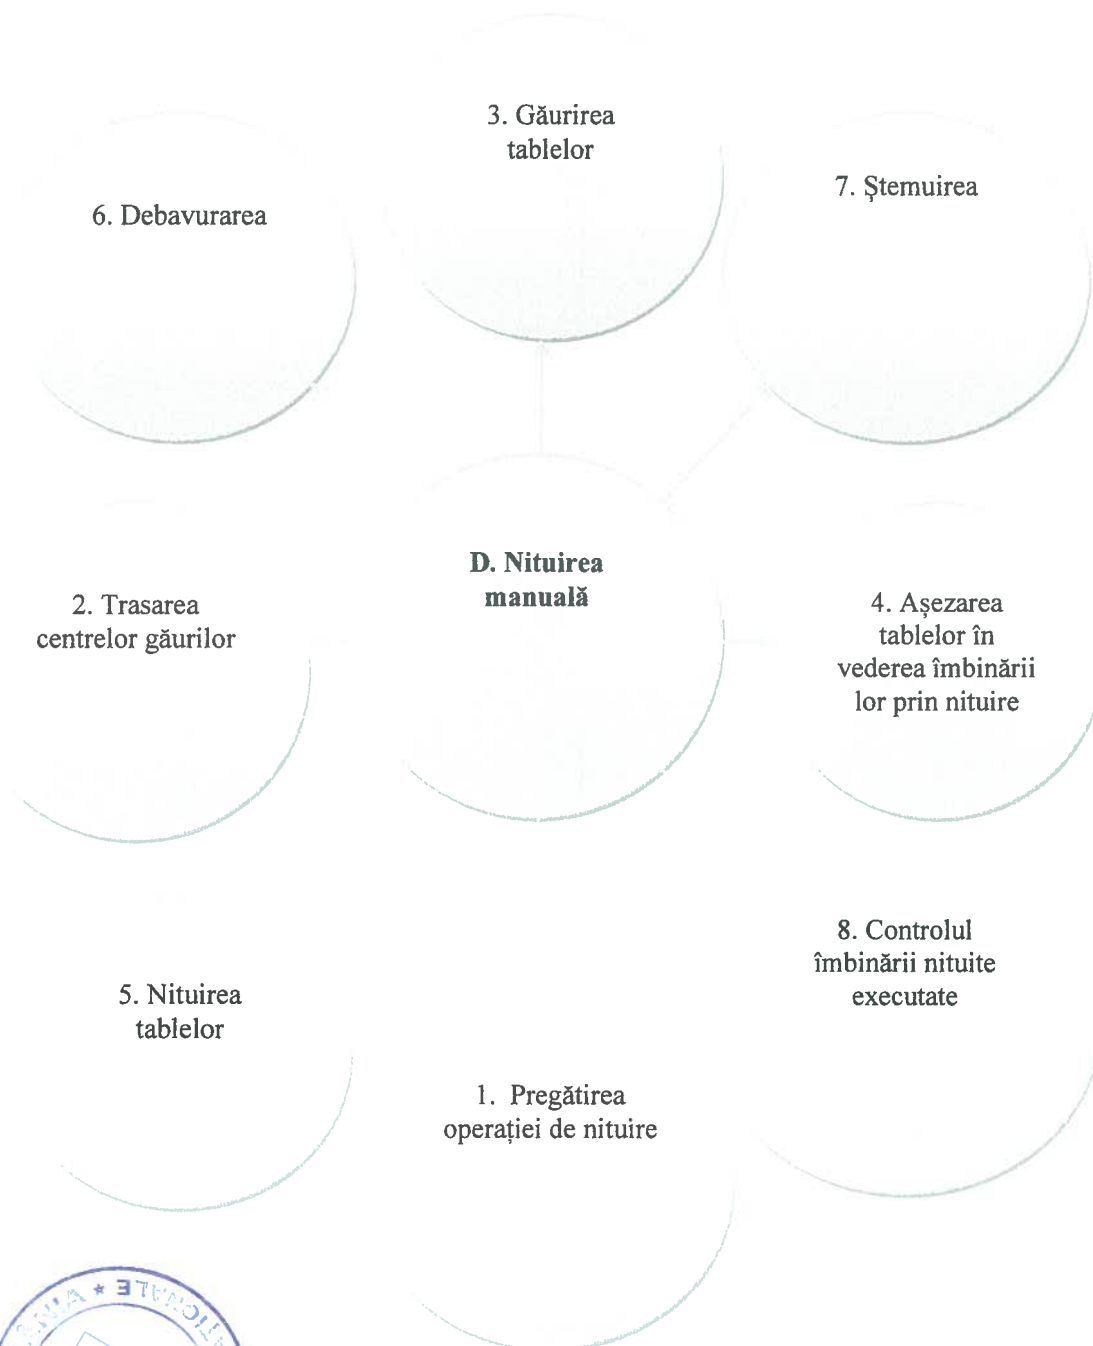 3. Găurirea
tablelor
7. Ștemuirea
6. Debavurarea
D. Nituirea
manuală
2. Trasarea
centrelor găurilor
4. Așezarea
tablelor în
vederea îmbinării
lor prin nituire
8. Controlul
îmbinării nituite
executate
5. Nituirea
tablelor
1. Pregătirea
operației de nituire